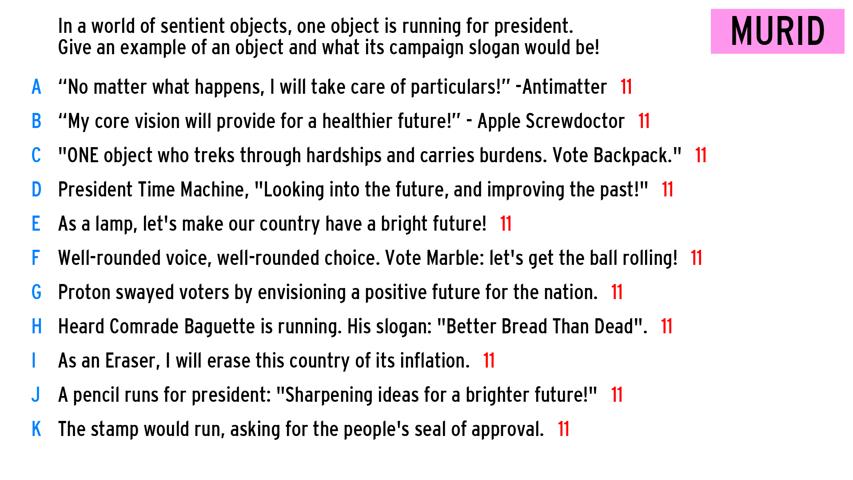 In a world of sentient objects, one object is running for president.
Give an example of an object and what its campaign slogan would be!
MURID
A “No matter what happens, I will take care of particulars!” -Antimatter 11
B “My core vision will provide for a healthier future!” - Apple Screwdoctor 11
C "ONE object who treks through hardships and carries burdens. Vote Backpack." 11
D President Time Machine, "Looking into the future, and improving the past!" 11
E As a lamp, let's make our country have a bright future! 11
F Well-rounded voice, well-rounded choice. Vote Marble: let's get the ball rolling! 11
G Proton swayed voters by envisioning a positive future for the nation. 11
H Heard Comrade Baguette is running. His slogan: "Better Bread Than Dead". 11
I As an Eraser, I will erase this country of its inflation. 11
J A pencil runs for president: "Sharpening ideas for a brighter future!" 11
K The stamp would run, asking for the people's seal of approval. 11